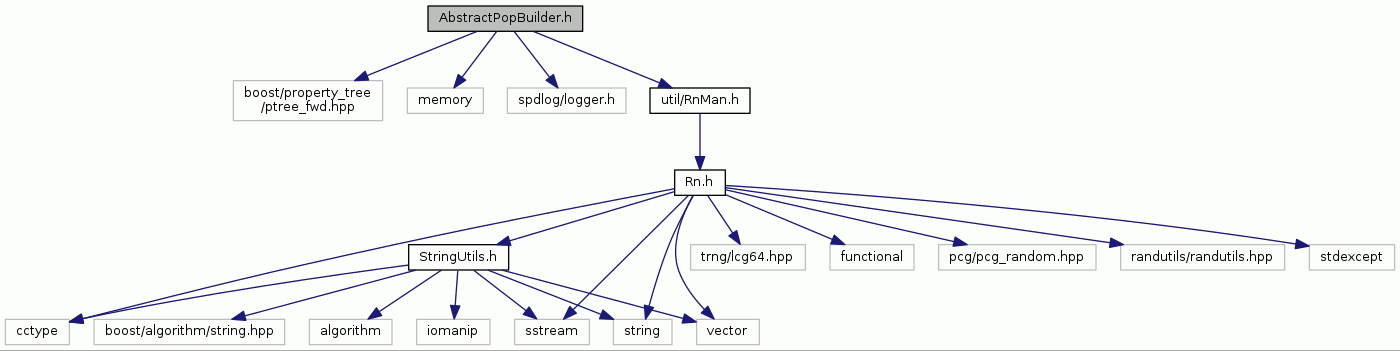 AbstractPopBuilder.h
boost/property_tree
/ptree_fwd.hpp
memory
spdlog/logger.h
util/RnMan.h
Rn.h
StringUtils.h
trng/lcg64.hpp
functional
pcg/pcg_random.hpp
randutils/randutils.hpp
stdexcept
cctype
boost/algorithm/string.hpp
algorithm
iomanip
sstream
string
vector